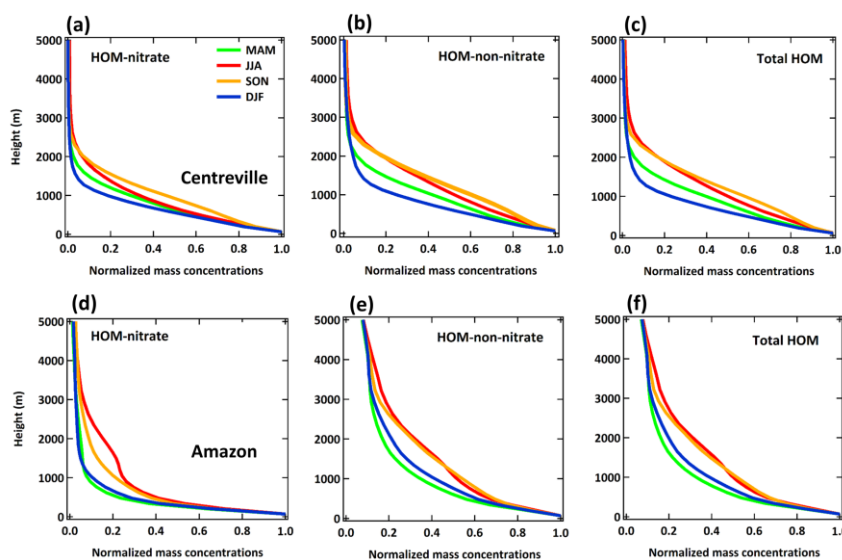 (a)
(b)
(c)
HOM-nitrate
MAM
JJA
SON
DJF
HOM-non-nitrate
Total HOM
Centreville
Height (m)
5000
4000
3000
2000
1000
0
0.0 0.2 0.4 0.6 0.8 1.0
Normalized mass concentrations
5000
4000
3000
2000
1000
0
0.0 0.2 0.4 0.6 0.8 1.0
Normalized mass concentrations
5000
4000
3000
2000
1000
0
0.0 0.2 0.4 0.6 0.8 1.0
Normalized mass concentrations
(d)
(e)
(f)
HOM-nitrate
HOM-non-nitrate
Total HOM
Amazon
Height (m)
5000
4000
3000
2000
1000
0
0.0 0.2 0.4 0.6 0.8 1.0
Normalized mass concentrations
5000
4000
3000
2000
1000
0
0.0 0.2 0.4 0.6 0.8 1.0
Normalized mass concentrations
5000
4000
3000
2000
1000
0
0.0 0.2 0.4 0.6 0.8 1.0
Normalized mass concentrations